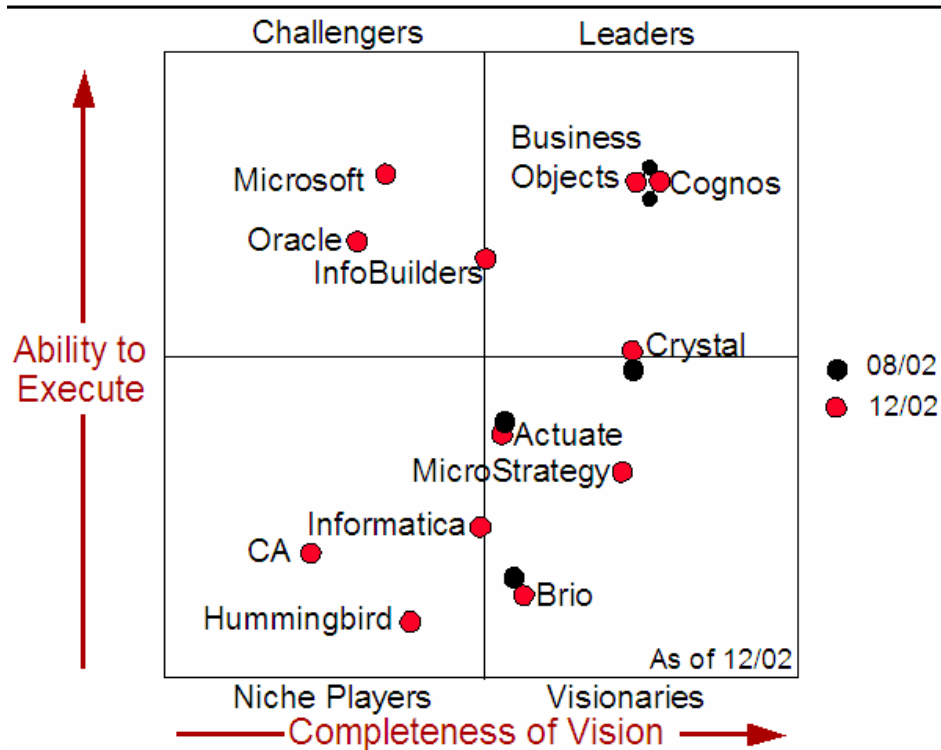 Challengers
Leaders
Business
Objects
Cognos
Microsoft
Oracle
InfoBuilders
Ability to
Execute
Crystal
08/02
12/02
Actuate
MicroStrategy
Informatica
CA
Brio
Hummingbird
As of 12/02
Niche Players
Visionaries
Completeness of Vision